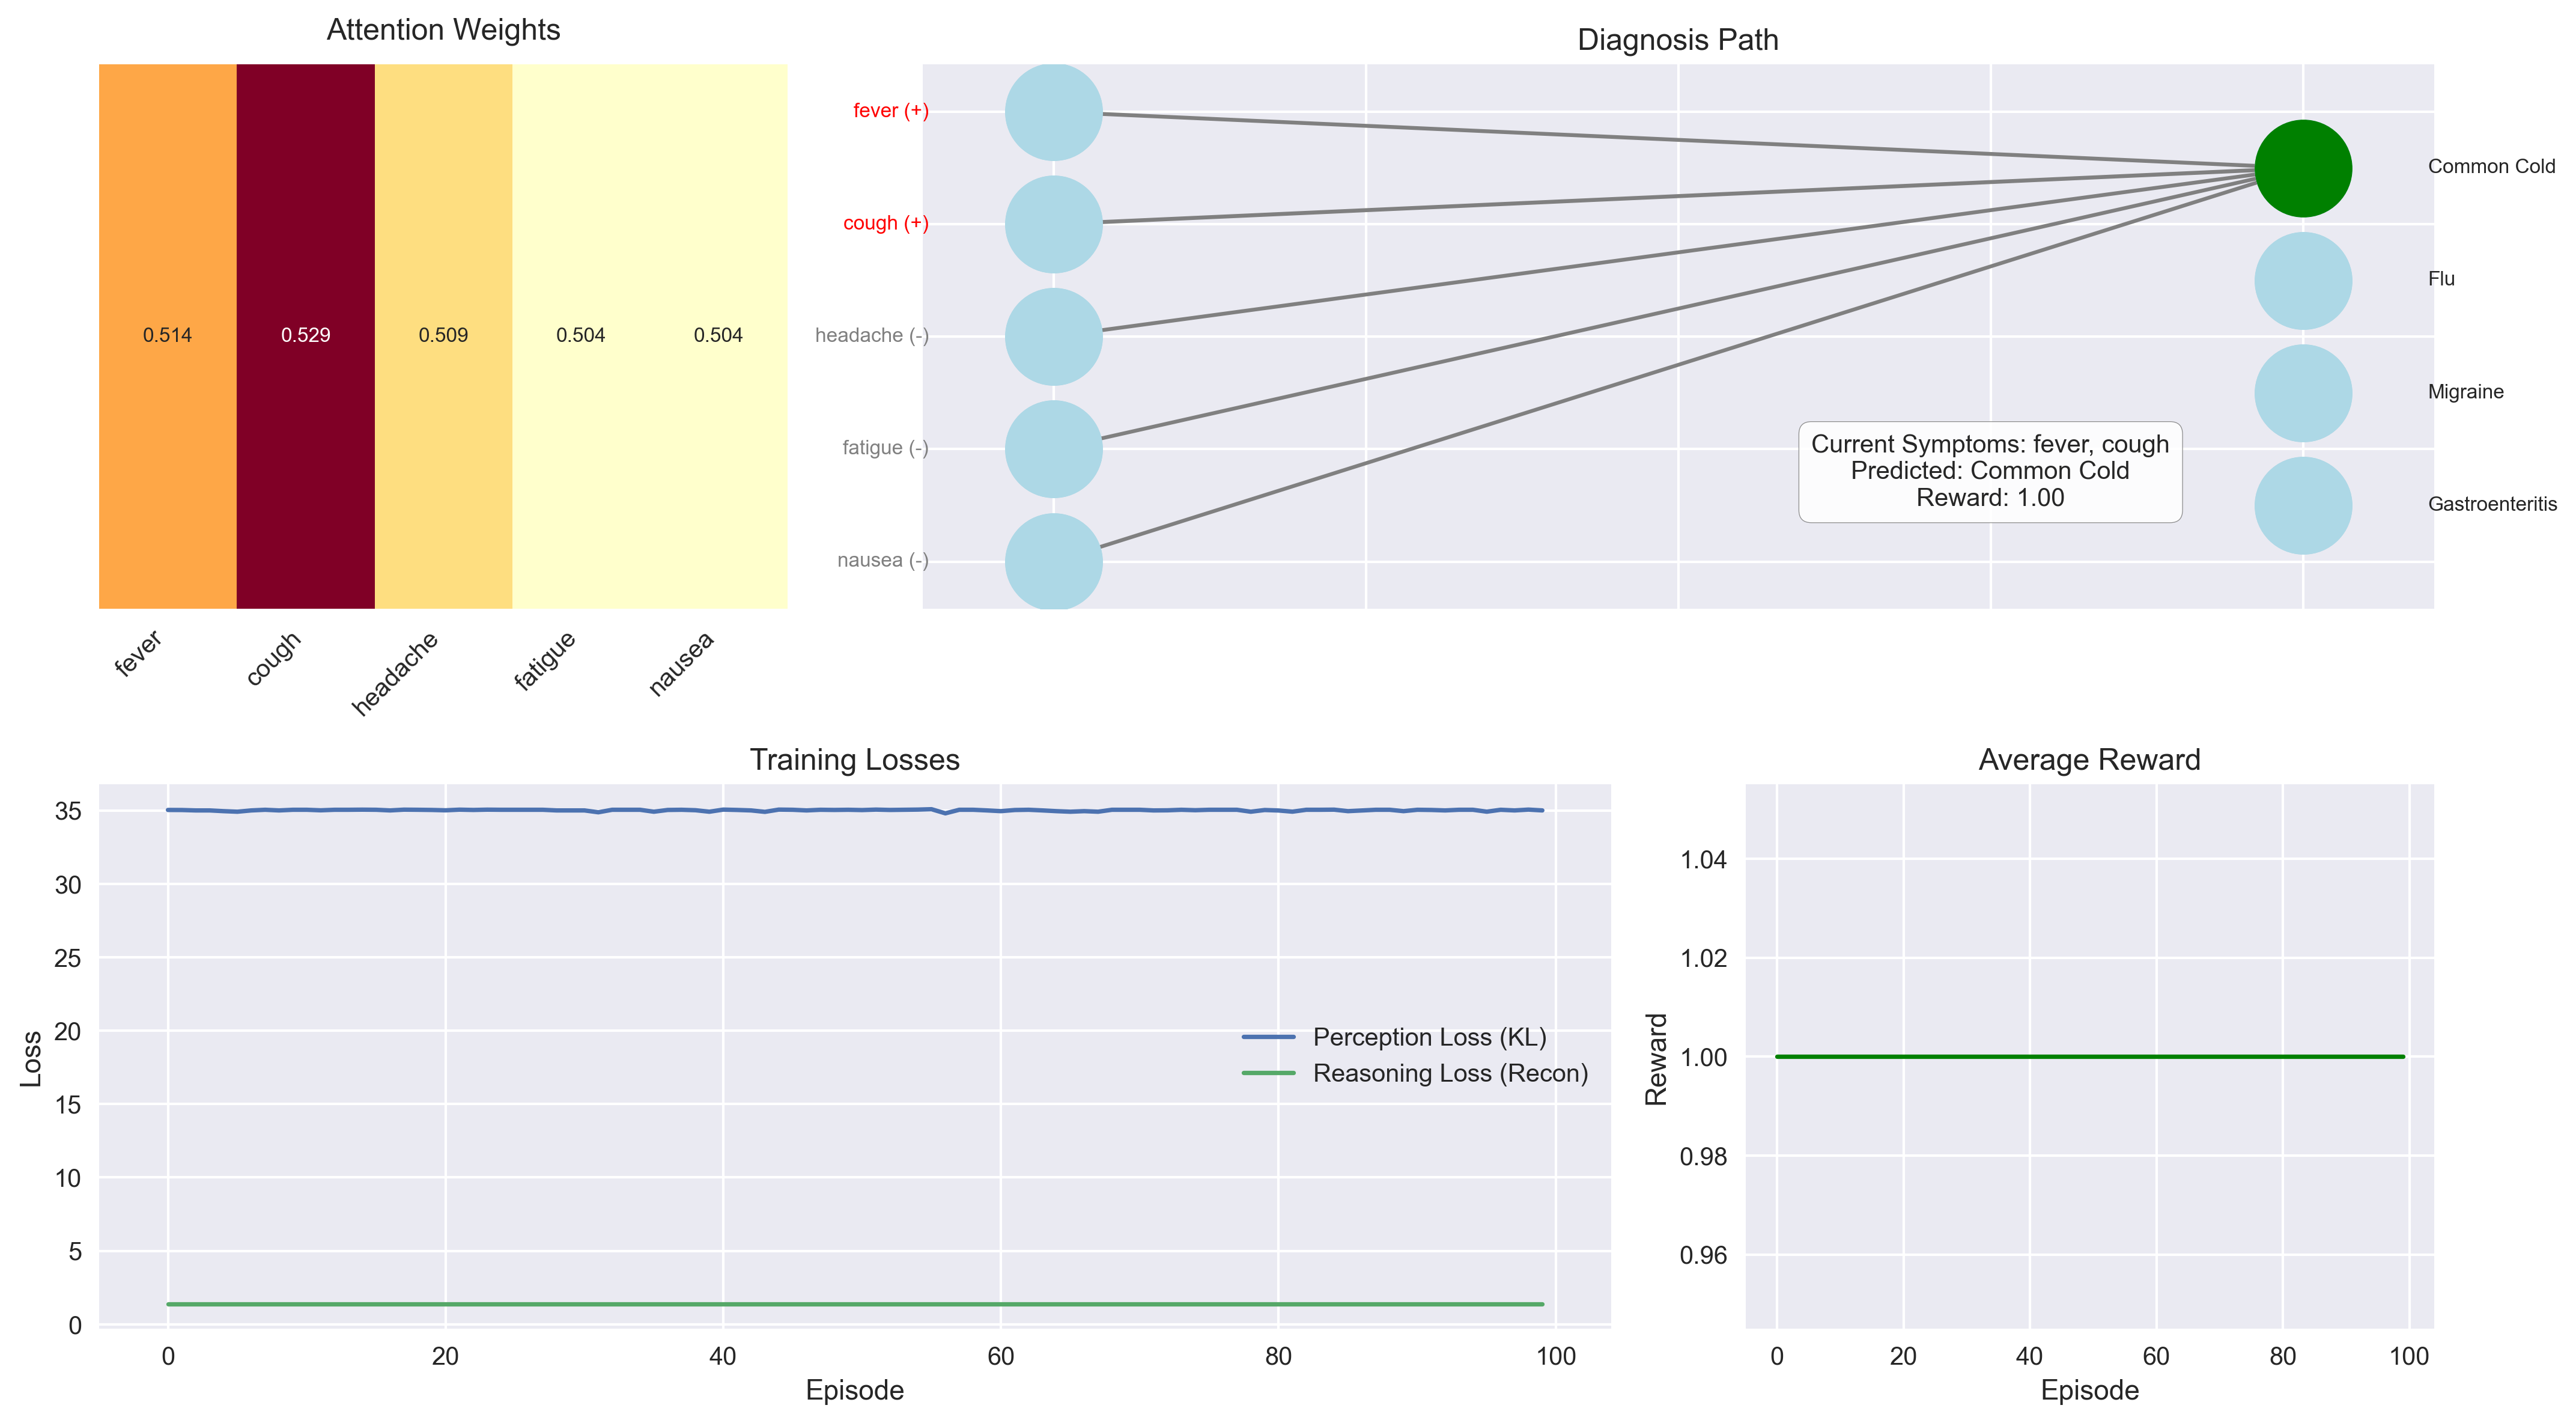 Attention Weights
0.514
0.529
0.509
0.504
0.504
fever
cough
headache
fatigue
nausea
Diagnosis Path
fever (+)
cough (+)
headache (-)
fatigue (-)
nausea (-)
Common Cold
Flu
Migraine
Gastroenteritis
Current Symptoms: fever, cough
Predicted: Common Cold
Reward: 1.00
Training Losses
Loss
35
30
25
20
15
10
5
0
Perception Loss (KL)
Reasoning Loss (Recon)
0
20
40
60
80
100
Episode
Average Reward
Reward
1.04
1.02
1.00
0.98
0.96
0
20
40
60
80
100
Episode